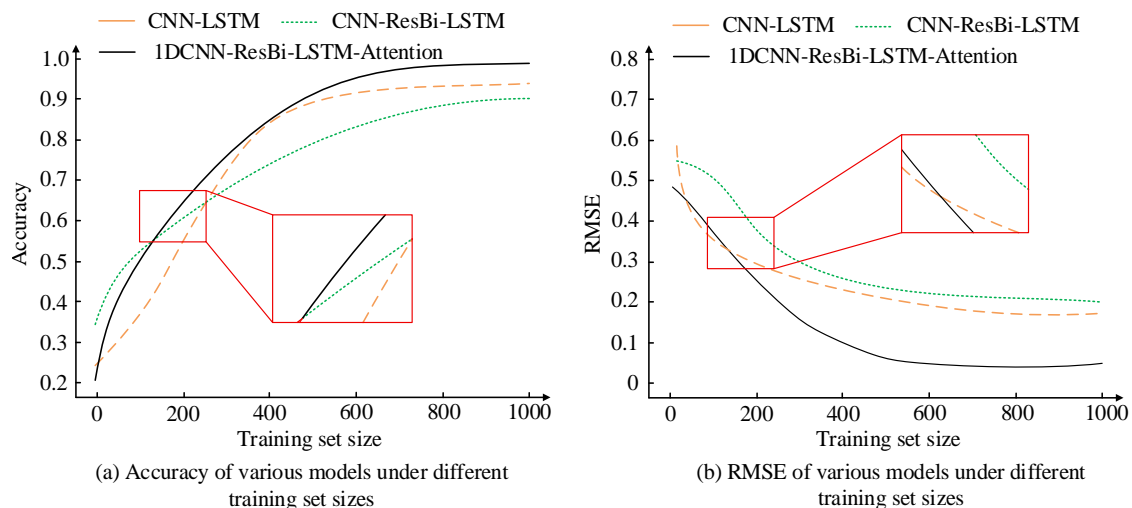 CNN-LSTM CNN-ResBi-LSTM
1DCNN-ResBi-LSTM-Attention
1.0
0.9
0.8
0.7
0.6
0.5
0.4
0.3
0.2
Accuracy
0 200 400 600 800 1000
Training set size
(a) Accuracy of various models under different
training set sizes
CNN-LSTM CNN-ResBi-LSTM
1DCNN-ResBi-LSTM-Attention
0.8
0.7
0.6
0.5
0.4
0.3
0.2
0.1
0
RMSE
0 200 400 600 800 1000
Training set size
(b) RMSE of various models under different
training set sizes